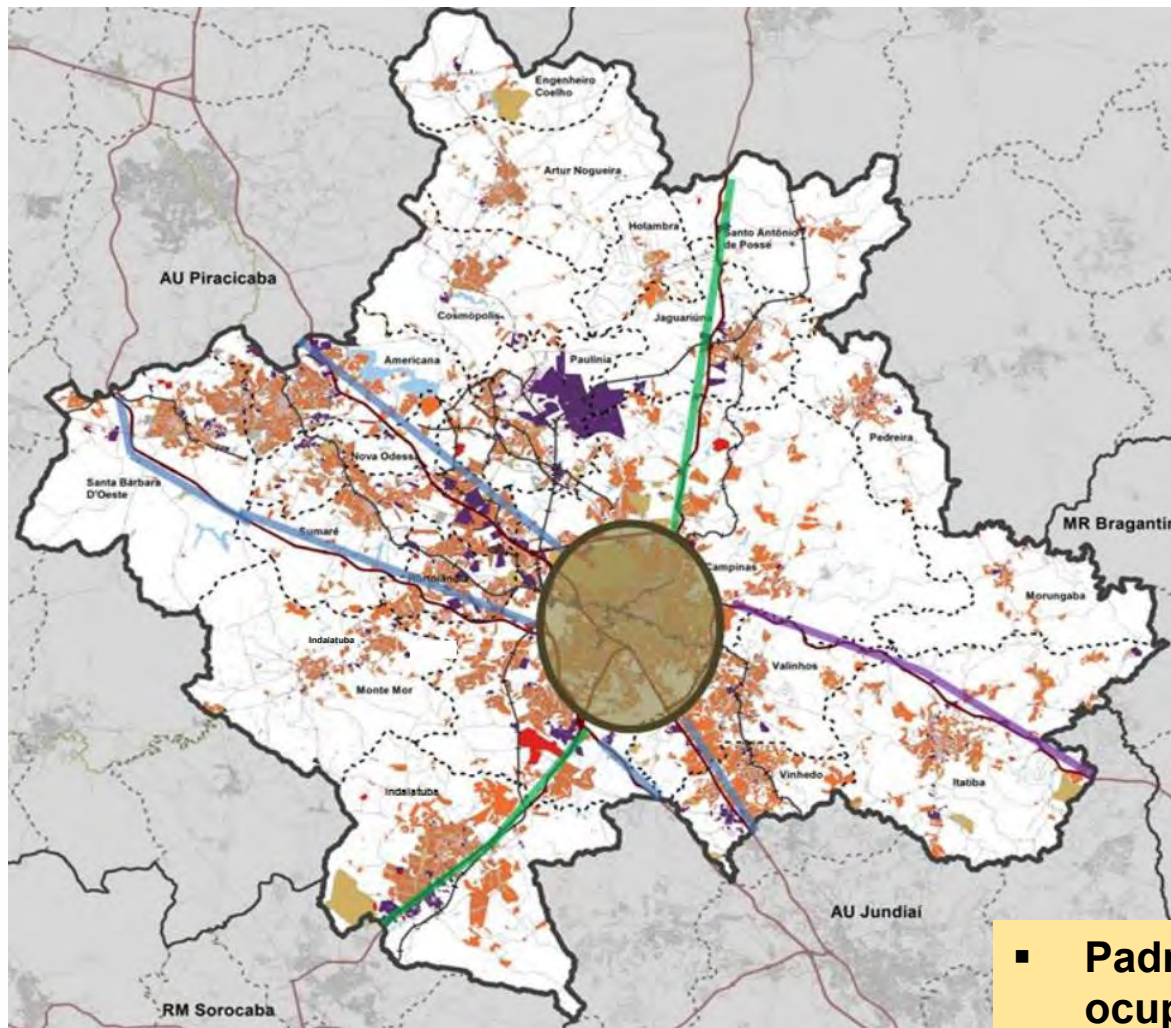 Engenheiro
Coelho
Artur Nogueira
Holambra
Santo Antônio
de Posse
AU Piracicaba
Cosmópolis
Jaguariúna
Americana
Paulínia
Pedreira
Nova Odess
Santa Bárbara
D'Oeste
MR Bragantin
Sumaré
Campinas
Hortolândia
Morungaba
Indaiatuba
Valinhos
Monte Mor
Vinhedo
Itatiba
Indaiatuba
AU Jundiaí
▪ Padr
ocup
RM Sorocaba